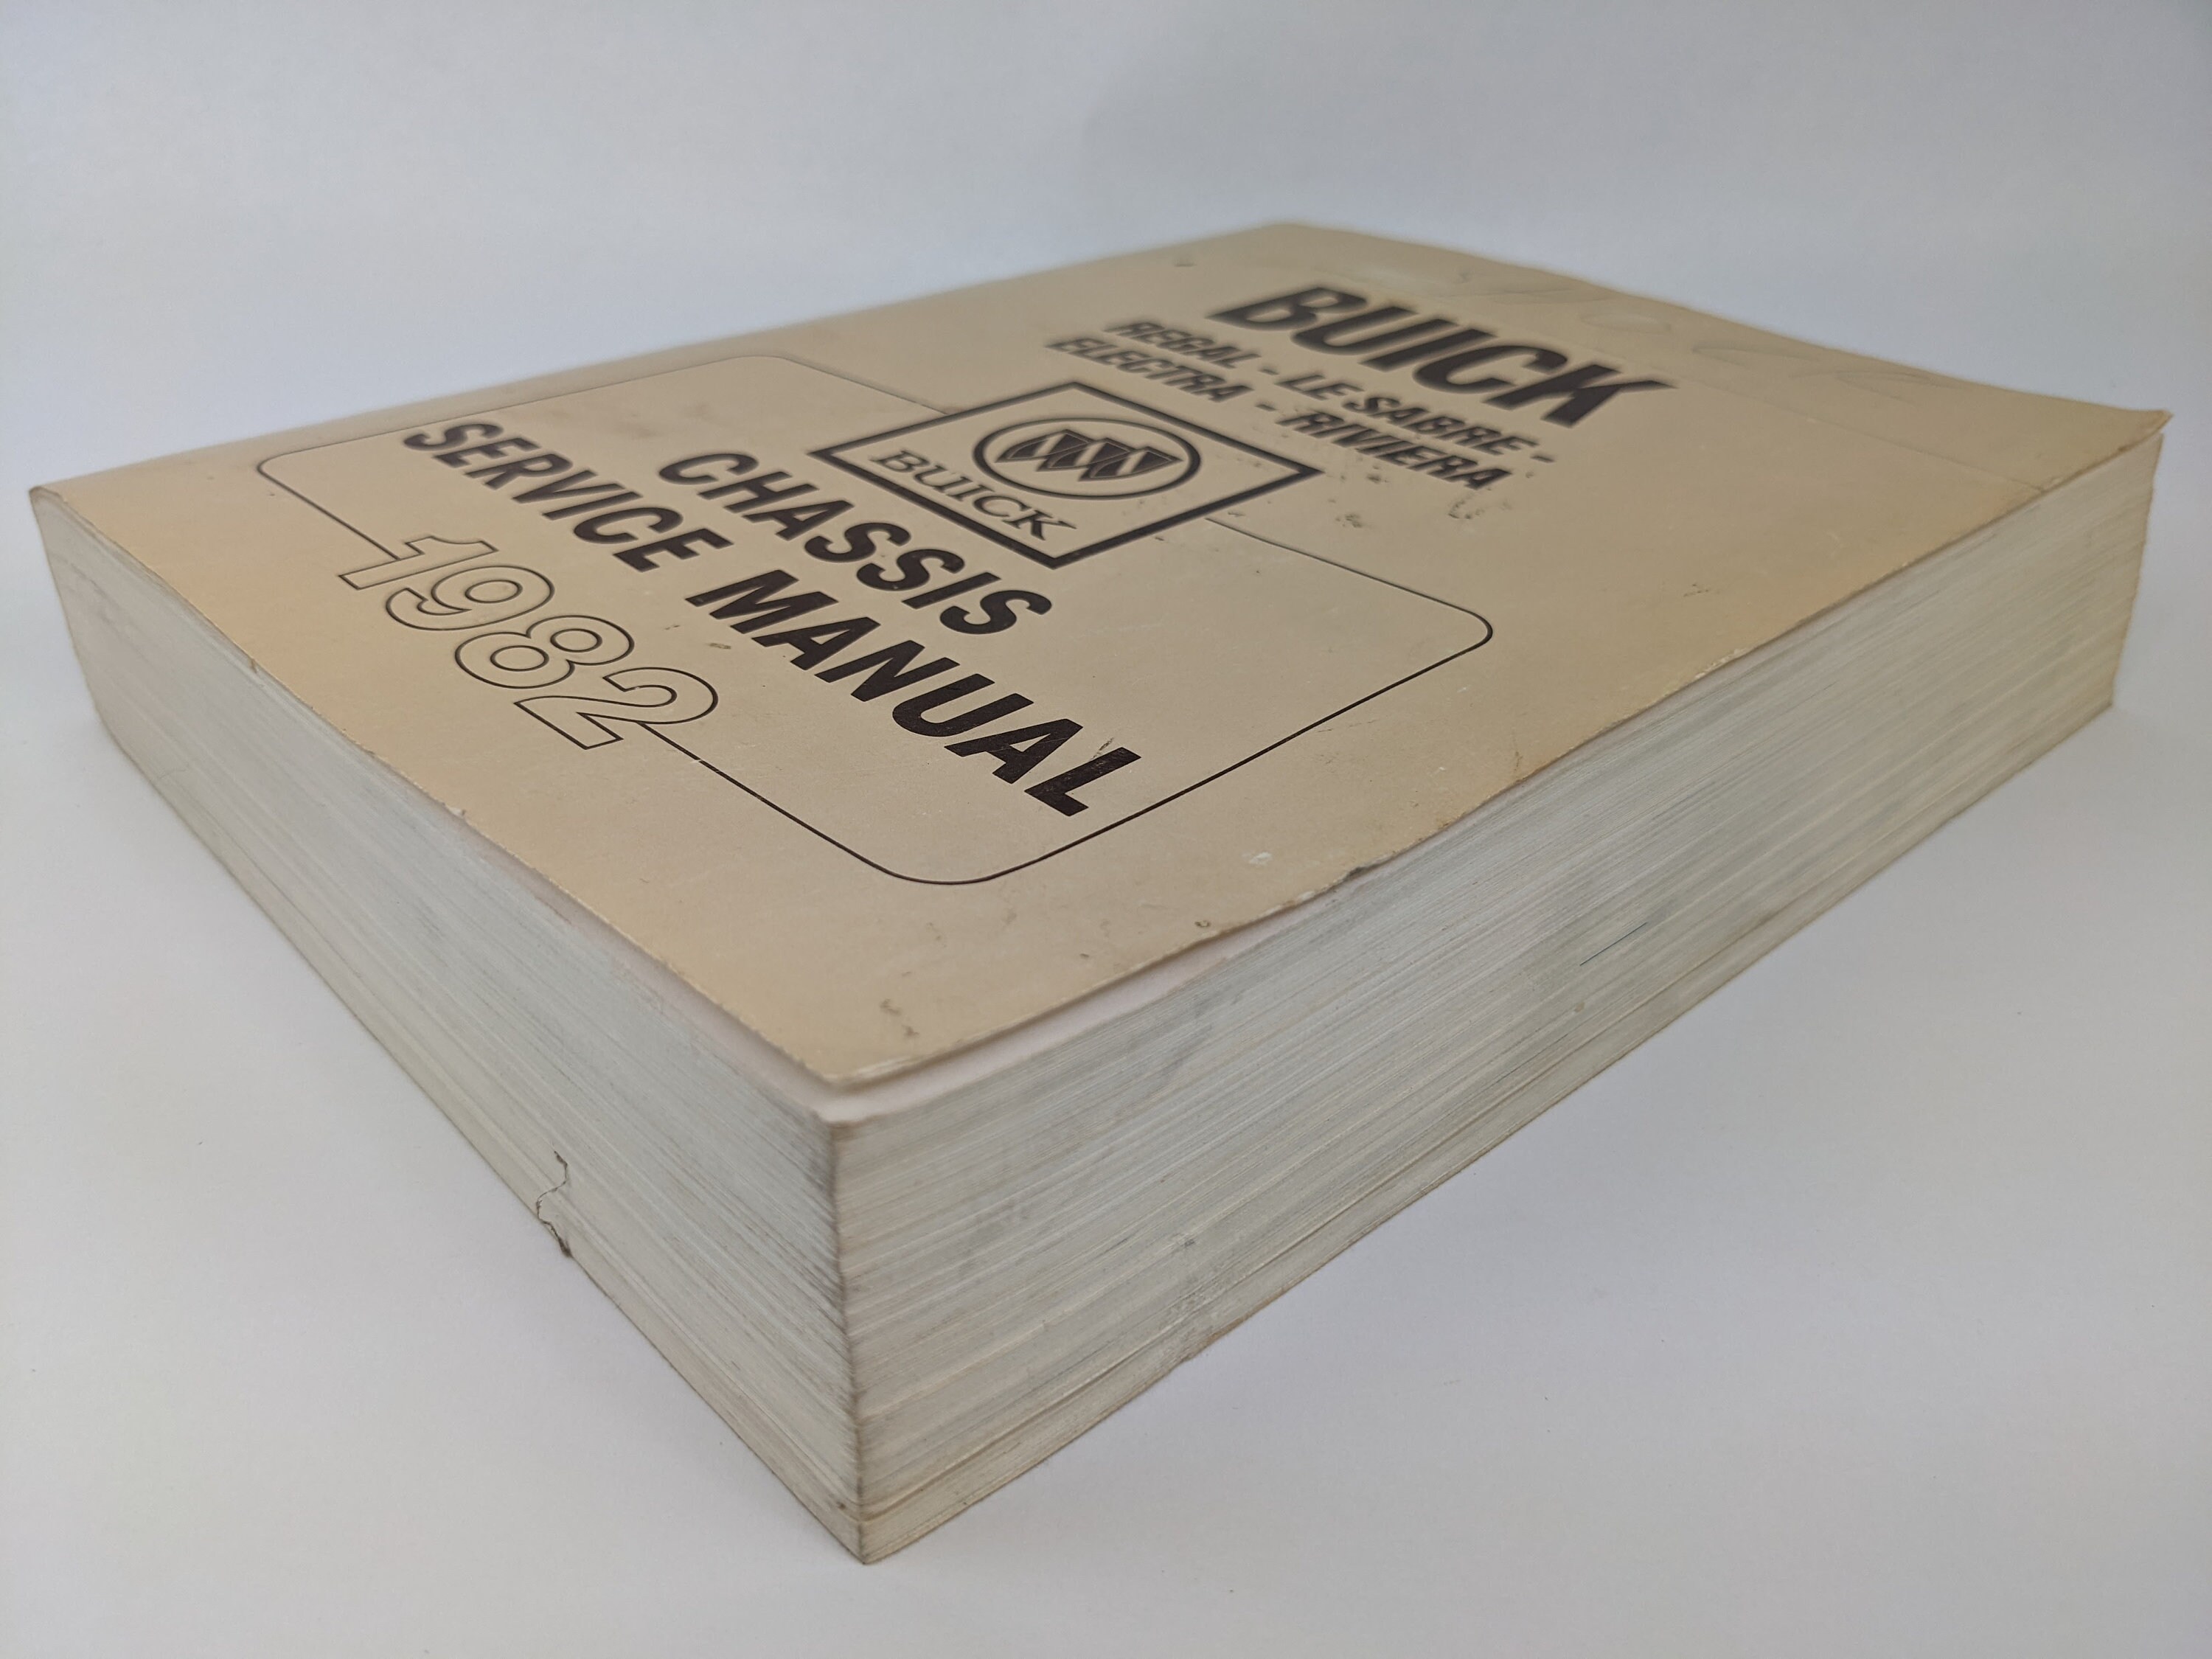 BUICK
REGAL - LE SABRE -
ELECTRA - RIVIERA
BUICK
CHASSIS
SERVICE MANUAL
1982